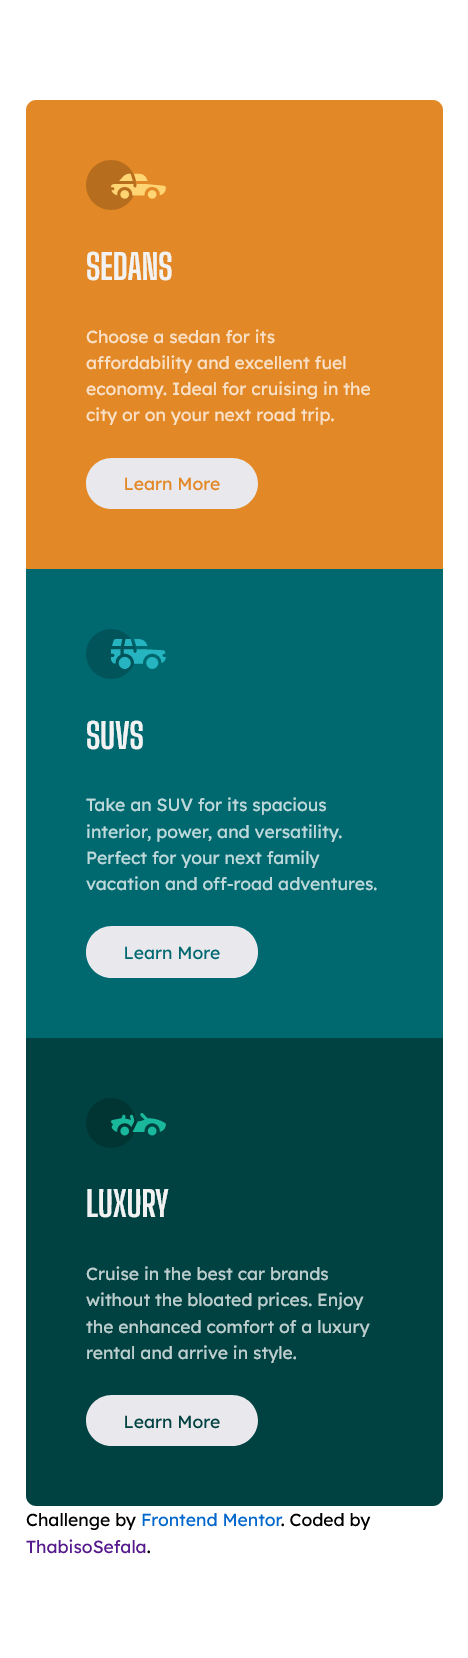 SEDANS
Choose a sedan for its
affordability and excellent fuel
economy. Ideal for cruising in the
city or on your next road trip.
Learn More
SUVS
Take an SUV for its spacious
interior, power, and versatility.
Perfect for your next family
vacation and off-road adventures.
Learn More
LUXURY
Cruise in the best car brands
without the bloated prices. Enjoy
the enhanced comfort of a luxury
rental and arrive in style.
Learn More
Challenge by Frontend Mentor. Coded by
ThabisoSefala.